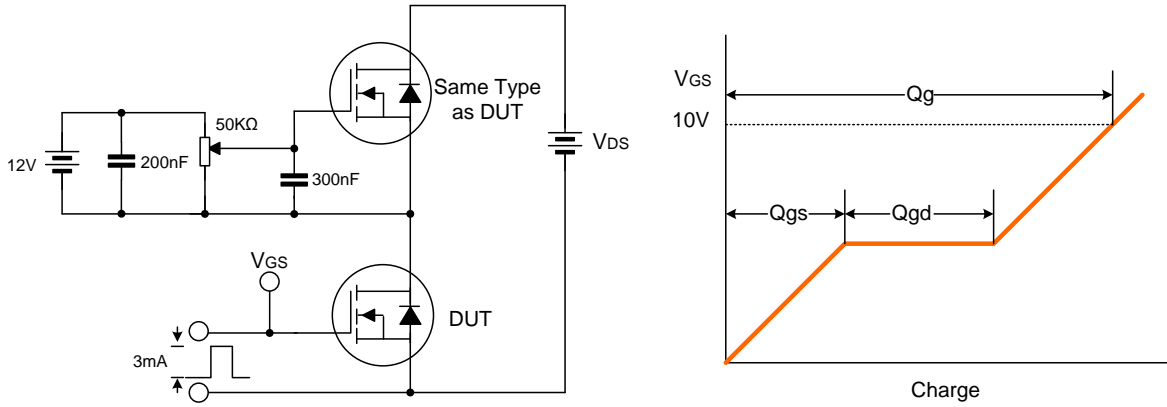 12V
200nF
50KΩ
300nF
Same Type
as DUT
VDS
VGS
DUT
3mA
VGS
10V
Qg
Qgs
Qgd
Charge